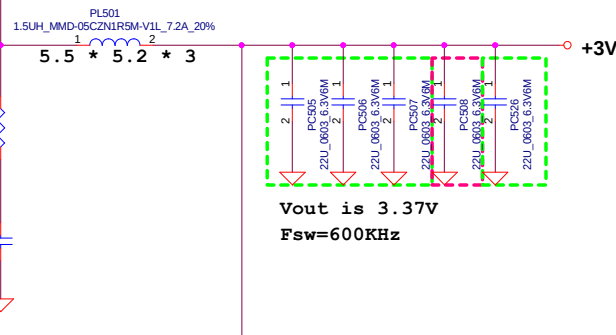 PL501
1.5UH_MMD-05CZN1R5M-V1L_7.2A_20%
1 2
5.5 * 5.2 * 3
+3V
1 2
PC505
22U_0603_6.3V6M
1 2
PC506
22U_0603_6.3V6M
1 2
PC507
22U_0603_6.3V6M
1 2
PC508
22U_0603_6.3V6M
1 2
PC526
22U_0603_6.3V6M
Vout is 3.37V
Fsw=600KHz